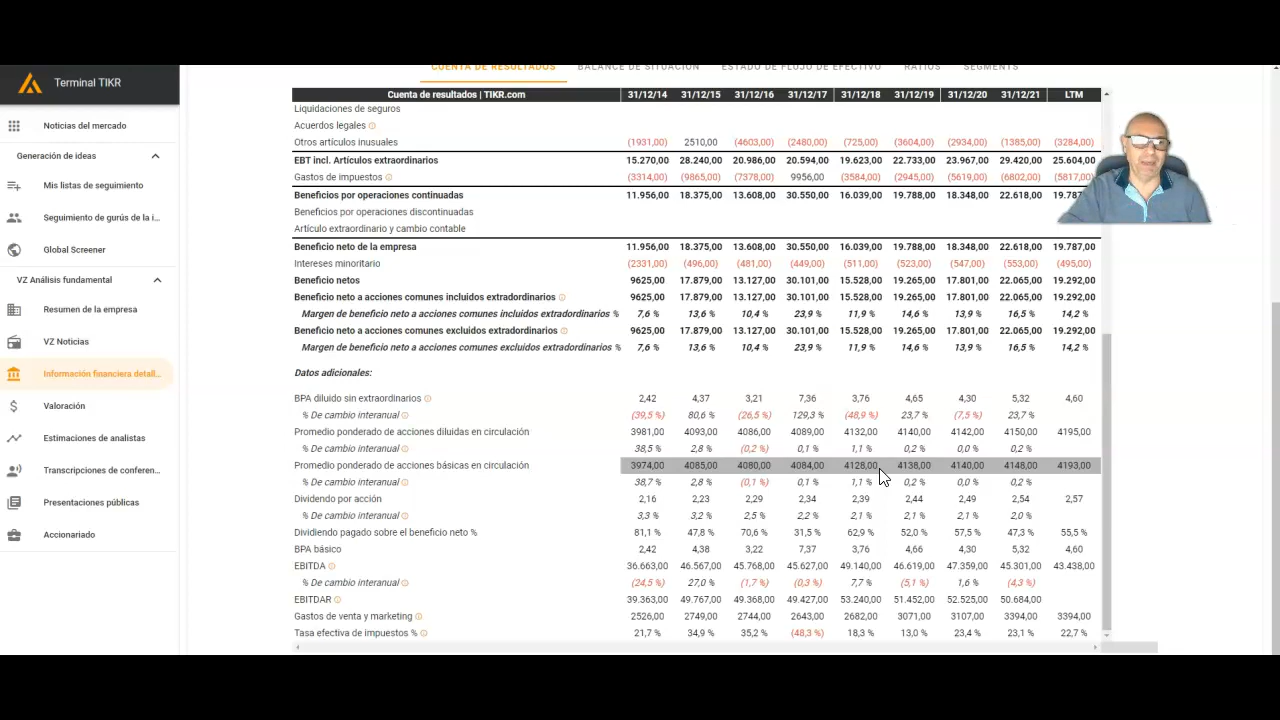 Terminal TIKR
Noticias del mercado
Generación de ideas
Mis listas de seguimiento
Seguimiento de gurús de la i...
Global Screener
VZ Análisis fundamental
Resumen de la empresa
VZ Noticias
Información financiera detall...
Valoración
Estimaciones de analistas
Transcripciones de conferen...
Presentaciones públicas
Accionariado
CUENTA DE RESULTADOS BALANCE DE SITUACIÓN ESTADO DE FLUJO DE EFECTIVO RATIOS SEGMENTS
Cuenta de resultados | TIKR.com 31/12/14 31/12/15 31/12/16 31/12/17 31/12/18 31/12/19 31/12/20 31/12/21 LTM
Liquidaciones de seguros
Acuerdos legales
Otros artículos inusuales (1931,00) 2510,00 (4603,00) (2480,00) (725,00) (3604,00) (2934,00) (1385,00) (3284,00)
EBT incl. Artículos extraordinarios 15.270,00 28.240,00 20.986,00 20.594,00 19.623,00 22.733,00 23.967,00 29.420,00 25.604,00
Gastos de impuestos (3314,00) (9865,00) (7378,00) 9956,00 (3584,00) (2945,00) (5619,00) (6802,00) (5817,00)
Beneficios por operaciones continuadas 11.956,00 18.375,00 13.608,00 30.550,00 16.039,00 19.788,00 18.348,00 22.618,00 19.787,00
Beneficios por operaciones discontinuadas
Artículo extraordinario y cambio contable
Beneficio neto de la empresa 11.956,00 18.375,00 13.608,00 30.550,00 16.039,00 19.788,00 18.348,00 22.618,00 19.787,00
Intereses minoritario (2331,00) (496,00) (481,00) (449,00) (511,00) (523,00) (547,00) (553,00) (495,00)
Beneficio netos 9625,00 17.879,00 13.127,00 30.101,00 15.528,00 19.265,00 17.801,00 22.065,00 19.292,00
Beneficio neto a acciones comunes incluidos extradordinarios 9625,00 17.879,00 13.127,00 30.101,00 15.528,00 19.265,00 17.801,00 22.065,00 19.292,00
Margen de beneficio neto a acciones comunes incluidos extradordinarios % 7,6 % 13,6 % 10,4 % 23,9 % 11,9 % 14,6 % 13,9 % 16,5 % 14,2 %
Beneficio neto a acciones comunes excluidos extradordinarios 9625,00 17.879,00 13.127,00 30.101,00 15.528,00 19.265,00 17.801,00 22.065,00 19.292,00
Margen de beneficio neto a acciones comunes excluidos extradordinarios % 7,6 % 13,6 % 10,4 % 23,9 % 11,9 % 14,6 % 13,9 % 16,5 % 14,2 %
Datos adicionales:
BPA diluido sin extraordinarios 2,42 4,37 3,21 7,36 3,76 4,65 4,30 5,32 4,60
% De cambio interanual (39,5 %) 80,6 % (26,5 %) 129,3 % (48,9 %) 23,7 % (7,5 %) 23,7 %
Promedio ponderado de acciones diluidas en circulación 3981,00 4093,00 4086,00 4089,00 4132,00 4140,00 4142,00 4150,00 4195,00
% De cambio interanual 38,5 % 2,8 % (0,2 %) 0,1 % 1,1 % 0,2 % 0,0 % 0,2 %
Promedio ponderado de acciones básicas en circulación 3974,00 4085,00 4080,00 4084,00 4128,00 4138,00 4140,00 4148,00 4193,00
% De cambio interanual 38,7 % 2,8 % (0,1 %) 0,1 % 1,1 % 0,2 % 0,0 % 0,2 %
Dividendo por acción 2,16 2,23 2,29 2,34 2,39 2,44 2,49 2,54 2,57
% De cambio interanual 3,3 % 3,2 % 2,5 % 2,2 % 2,1 % 2,1 % 2,1 % 2,0 %
Dividiendo pagado sobre el beneficio neto % 81,1 % 47,8 % 70,6 % 31,5 % 62,9 % 52,0 % 57,5 % 47,3 % 55,5 %
BPA básico 2,42 4,38 3,22 7,37 3,76 4,66 4,30 5,32 4,60
EBITDA 36.663,00 46.567,00 45.768,00 45.627,00 49.140,00 46.619,00 47.359,00 45.301,00 43.438,00
% De cambio interanual (24,5 %) 27,0 % (1,7 %) (0,3 %) 7,7 % (5,1 %) 1,6 % (4,3 %)
EBITDAR 39.363,00 49.767,00 49.368,00 49.427,00 53.240,00 51.452,00 52.525,00 50.684,00
Gastos de venta y marketing 2526,00 2749,00 2744,00 2643,00 2682,00 3071,00 3107,00 3394,00 3394,00
Tasa efectiva de impuestos % 21,7 % 34,9 % 35,2 % (48,3 %) 18,3 % 13,0 % 23,4 % 23,1 % 22,7 %